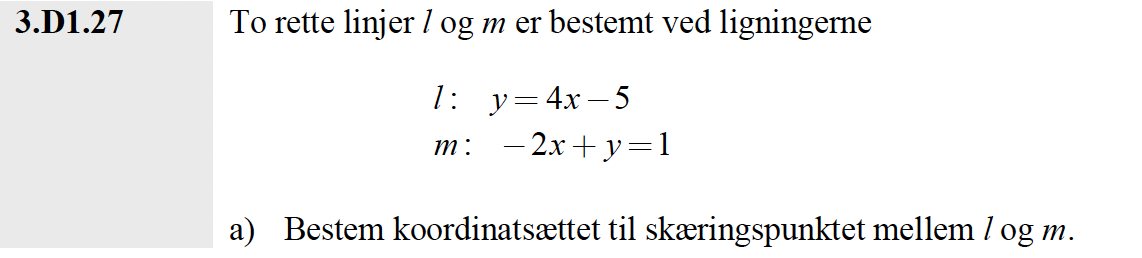 3.D1.27 To rette linjer l og m er bestemt ved ligningerne
l: y = 4x − 5
m: −2x + y = 1
a) Bestem koordinatsættet til skæringspunktet mellem l og m.